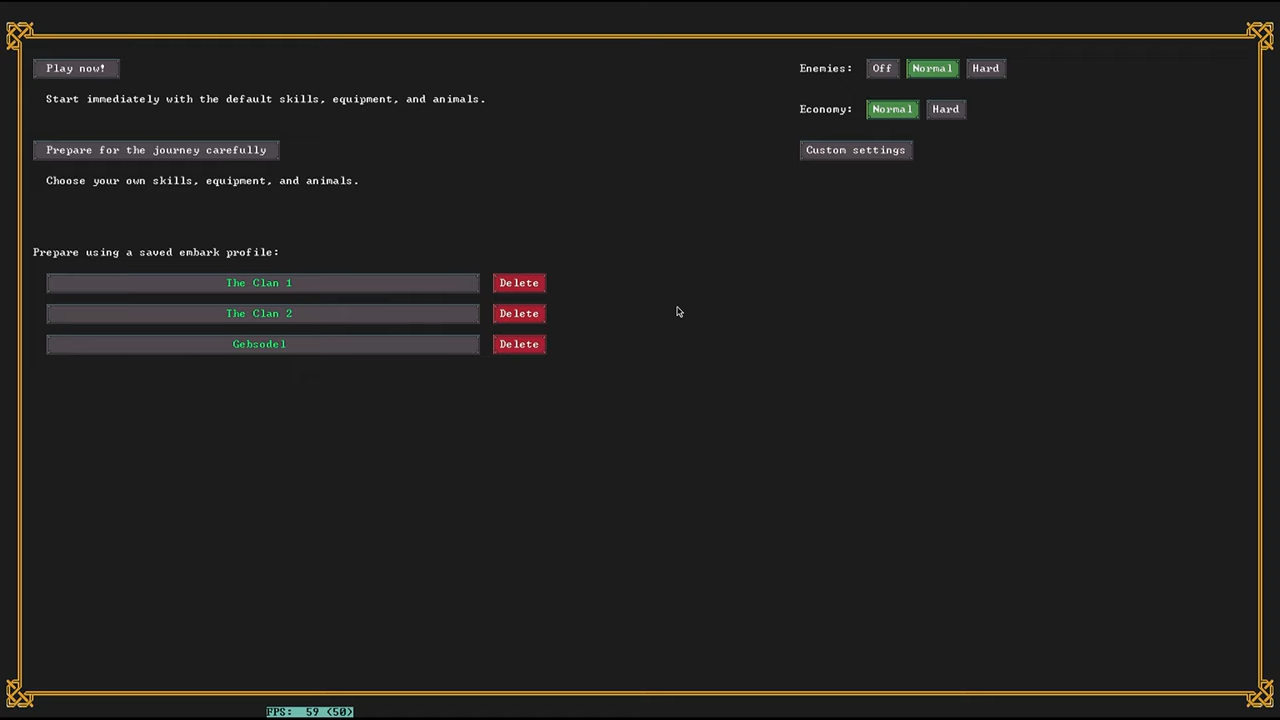 Play now!
Enemies: Off Normal Hard
Start immediately with the default skills, equipment, and animals.
Economy: Normal Hard
Prepare for the journey carefully
Custom settings
Choose your own skills, equipment, and animals.
Prepare using a saved embark profile:
The Clan 1 Delete
The Clan 2 Delete
Gebsodel Delete
FPS: 59 (50)